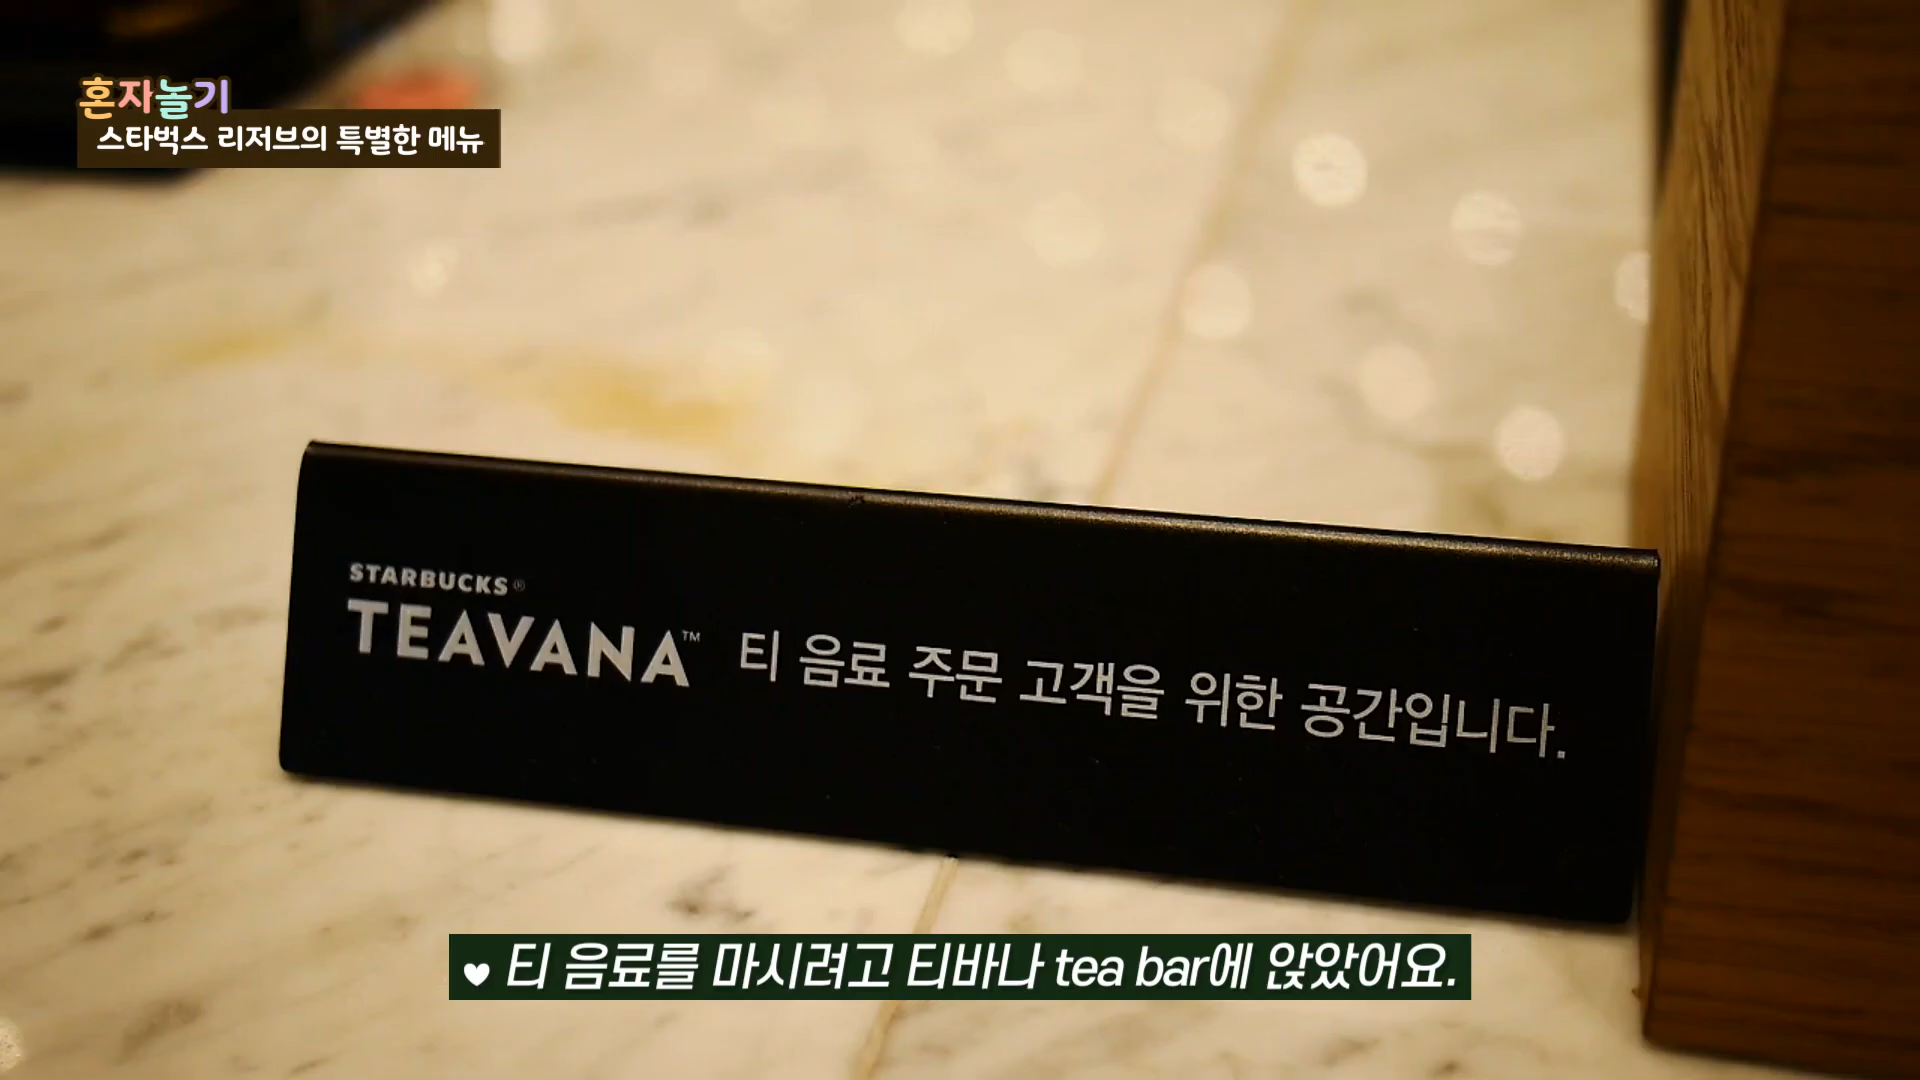 혼자놀기
스타벅스 리저브의 특별한 메뉴
STARBUCKS®
TEAVANA™ 티 음료 주문 고객을 위한 공간입니다.
♥ 티 음료를 마시려고 티바나 tea bar에 앉았어요.